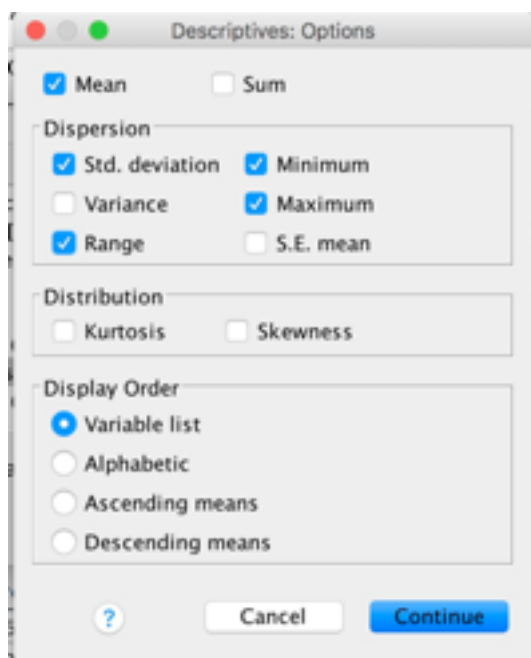 Descriptives: Options
Mean Sum
Dispersion
Std. deviation Minimum
Variance Maximum
Range S.E. mean
Distribution
Kurtosis Skewness
Display Order
Variable list
Alphabetic
Ascending means
Descending means
? Cancel Continue